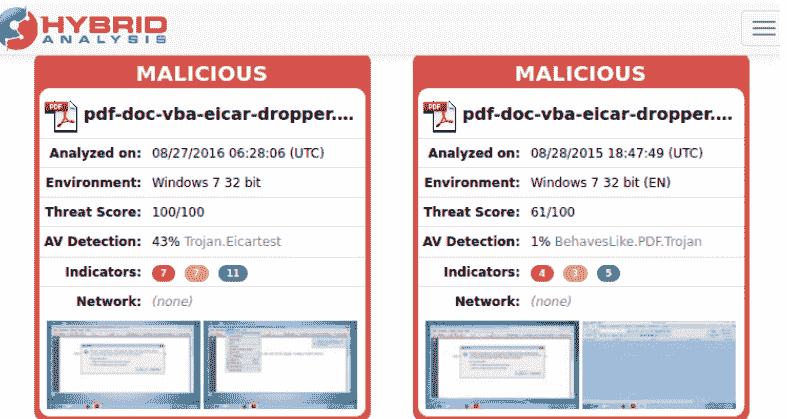 HYBRID
ANALYSIS
MALICIOUS
PDF
pdf-doc-vba-eicar-dropper....
Analyzed on: 08/27/2016 06:28:06 (UTC)
Environment: Windows 7 32 bit
Threat Score: 100/100
AV Detection: 43% Trojan.Eicartest
Indicators: 7 7 11
Network: (none)
MALICIOUS
PDF
pdf-doc-vba-eicar-dropper....
Analyzed on: 08/28/2015 18:47:49 (UTC)
Environment: Windows 7 32 bit (EN)
Threat Score: 61/100
AV Detection: 1% BehavesLike.PDF.Trojan
Indicators: 4 3 5
Network: (none)